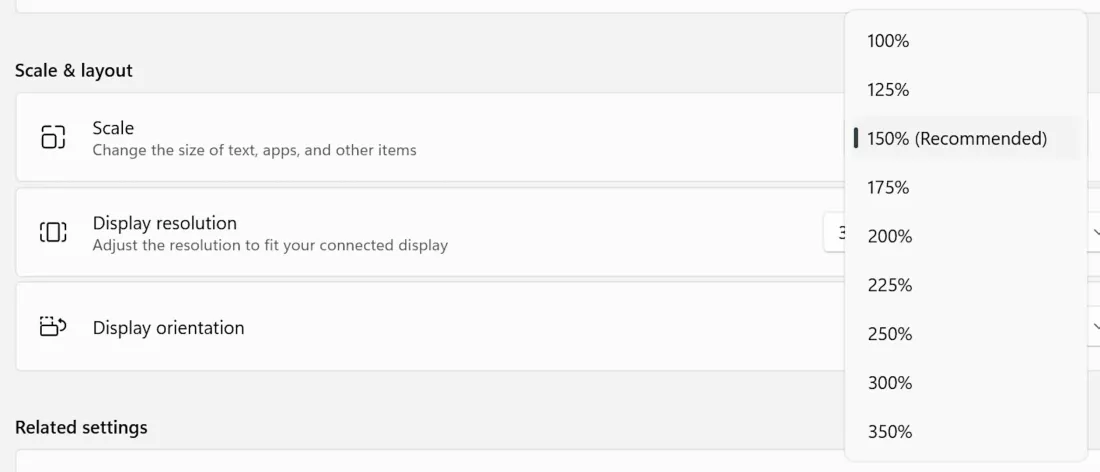 Scale & layout
Scale
Change the size of text, apps, and other items
Display resolution
Adjust the resolution to fit your connected display
3
Display orientation
Related settings
100%
125%
150% (Recommended)
175%
200%
225%
250%
300%
350%